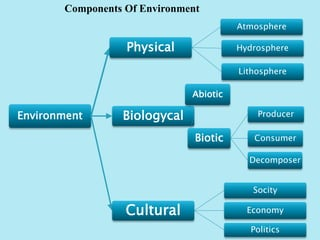 Components Of Environment
Atmosphere
Physical
Hydrosphere
Lithosphere
Abiotic
Environment
Biologycal
Producer
Biotic
Consumer
Decomposer
Socity
Cultural
Economy
Politics